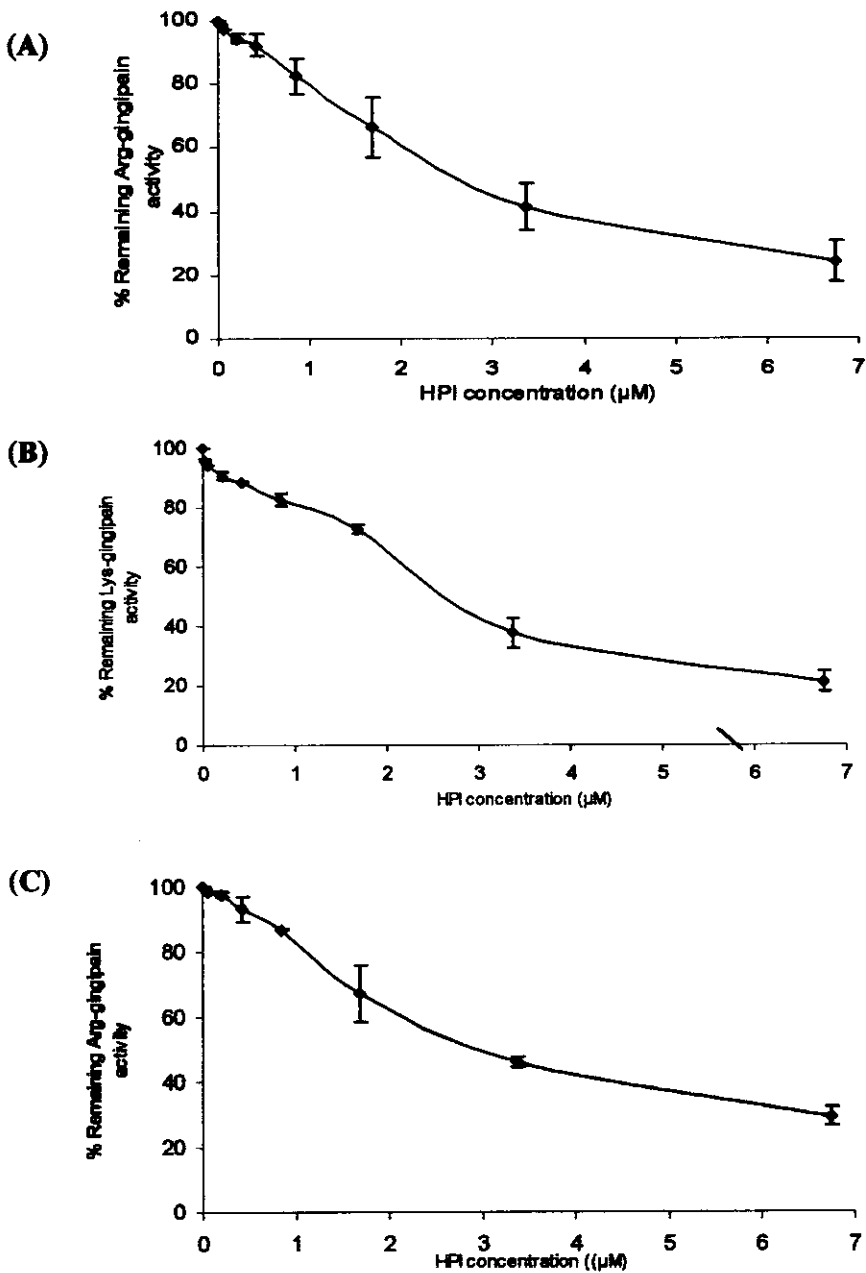 (A)
% Remaining Arg-gingipain
activity
100
80
60
40
20
0
0 1 2 3 4 5 6 7
HPI concentration (µM)
(B)
% Remaining Lys-gingipain
activity
100
80
60
40
20
0
0 1 2 3 4 5 6 7
HPI concentration (µM)
(C)
% Remaining Arg-gingipain
activity
100
80
60
40
20
0
0 1 2 3 4 5 6 7
HPI concentration ((µM)